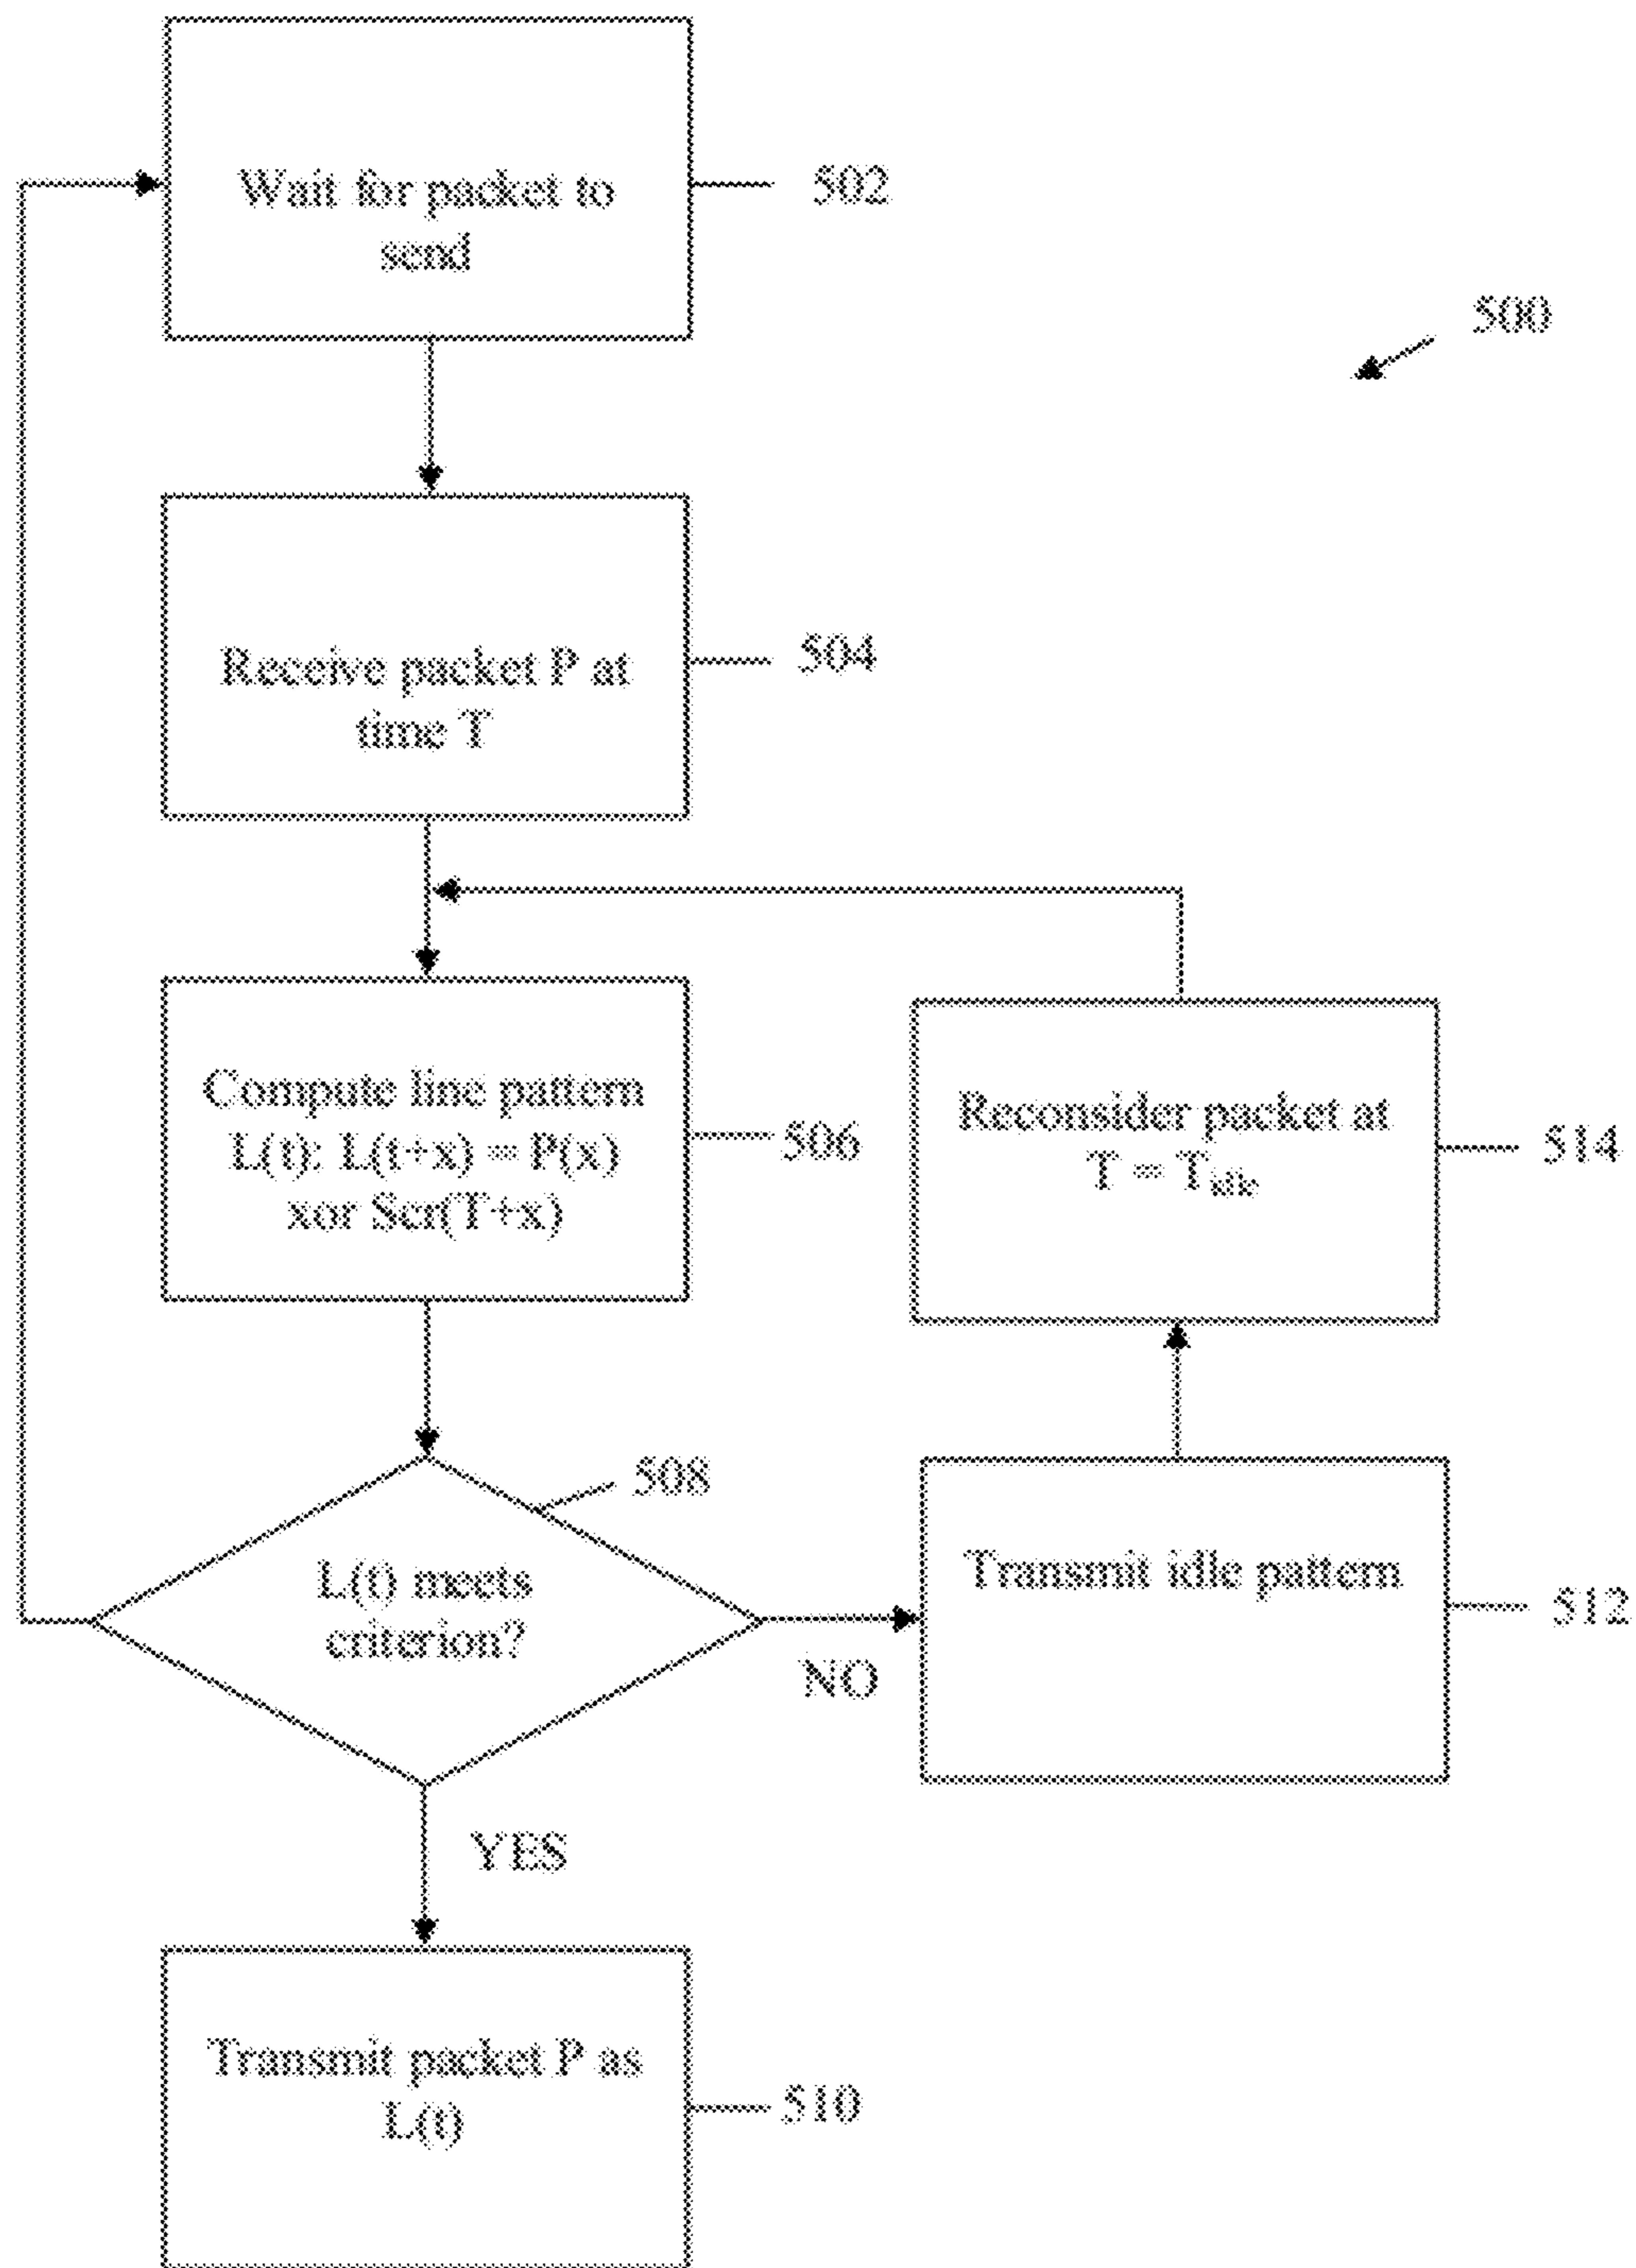 Wait for packet to
send
502
500
Receive packet P at
time T
504
Compute line pattern
L(t): L(t+x) = P(x)
xor Scr(T+x)
506
Reconsider packet at
T = Tidle
514
508
L(t) meets
criterion?
NO
Transmit idle pattern
512
YES
Transmit packet P as
L(t)
510